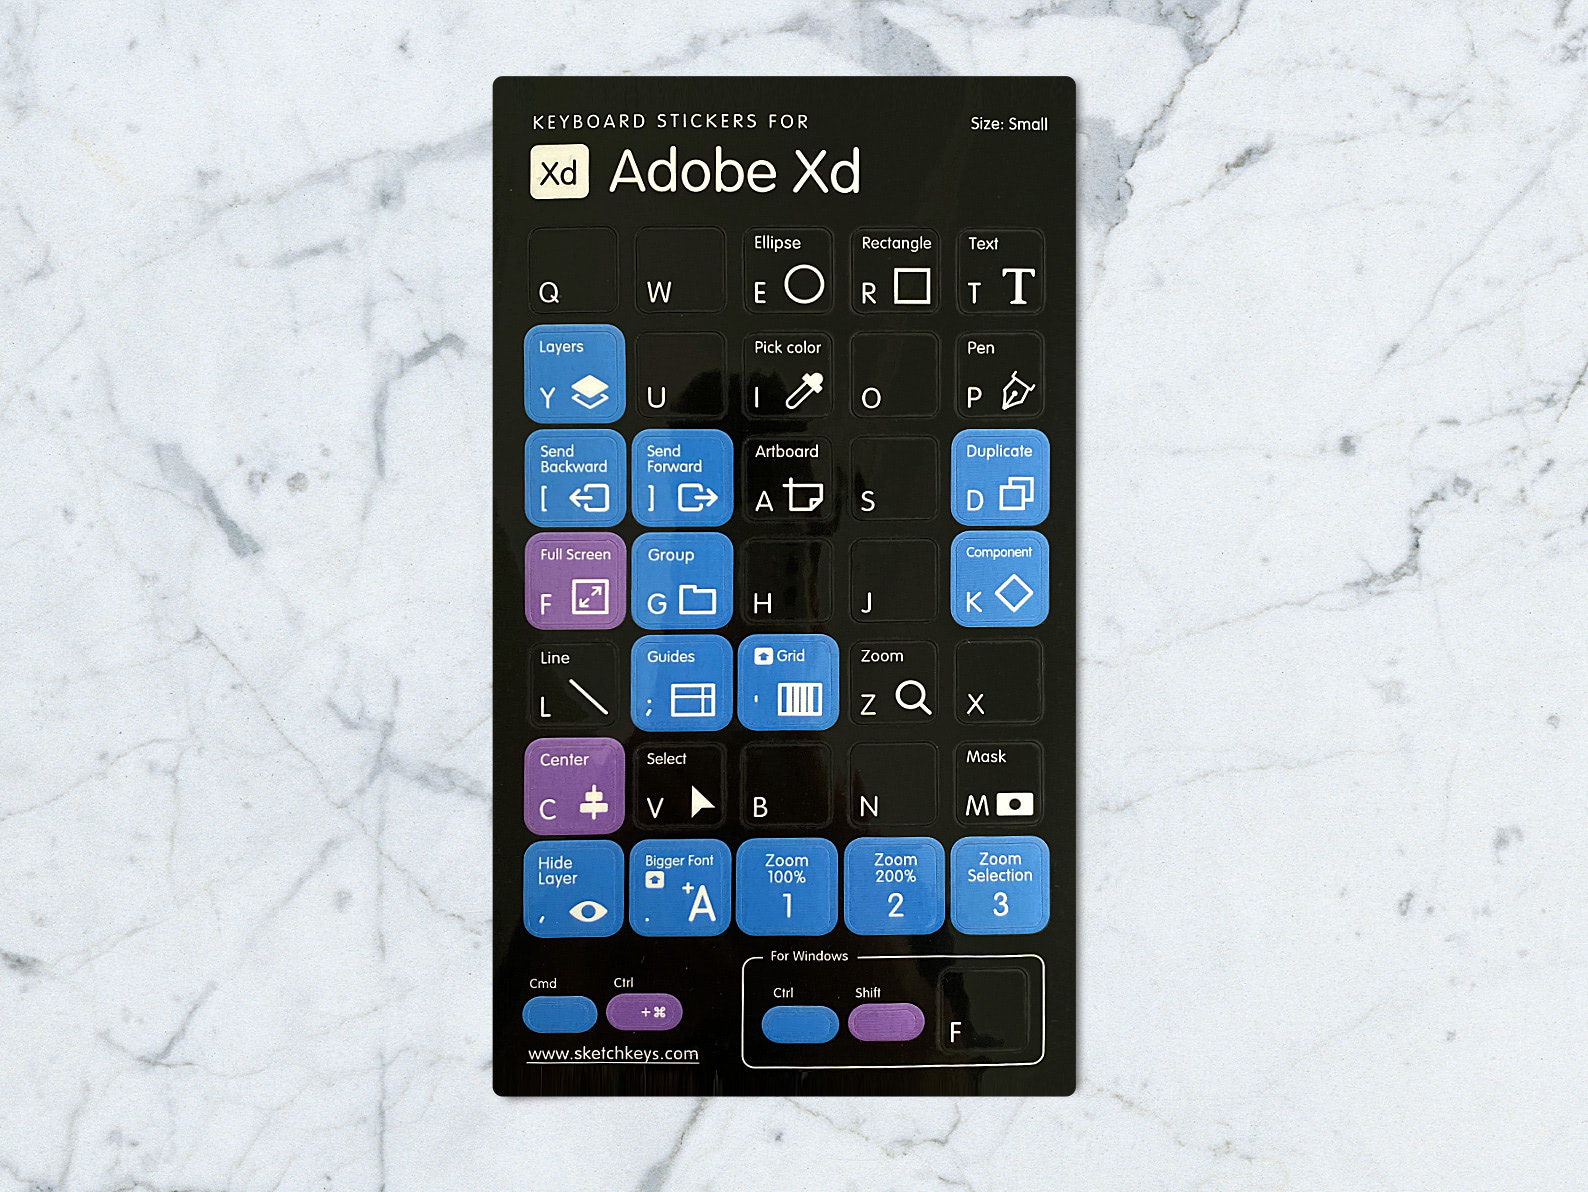 KEYBOARD STICKERS FOR
Size: Small
Xd Adobe Xd
Q
W
Ellipse
E
Rectangle
R
Text
T T
Layers
Y
U
Pick color
I
O
Pen
P
Send
Backward
[
Send
Forward
]
Artboard
A
S
Duplicate
D
Full Screen
F
Group
G
H
J
Component
K
Line
L
Guides
;
Grid
'
Zoom
Z
X
Center
C
Select
V
B
N
Mask
M
Hide
Layer
,
Bigger Font
. +A
Zoom
100%
1
Zoom
200%
2
Zoom
Selection
3
Cmd
Ctrl
+⌘
www.sketchkeys.com
For Windows
Ctrl
Shift
F